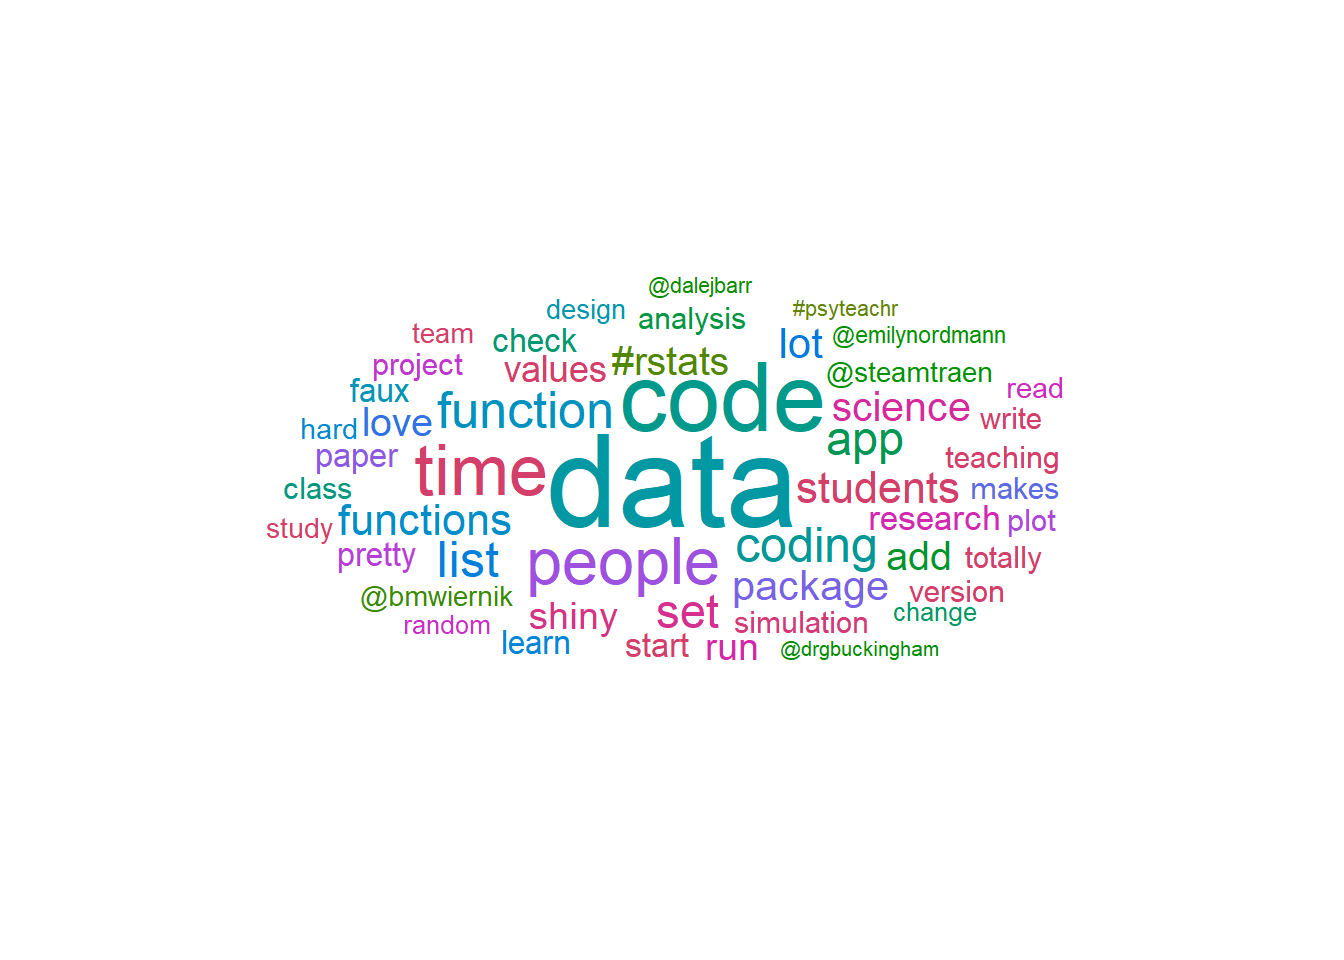 @dalejbarr
design
analysis
#psyteachr
team
check
lot
@emilynordmann
project
values
#rstats
@steamtraen
faux
function
code
science
read
hard
love
app
write
paper
time
data
students
teaching
class
makes
study
functions
coding
research
plot
pretty
list
people
package
add
totally
@bmwiernik
shiny
set
simulation
version
random
learn
start
run
change
@drgbuckingham